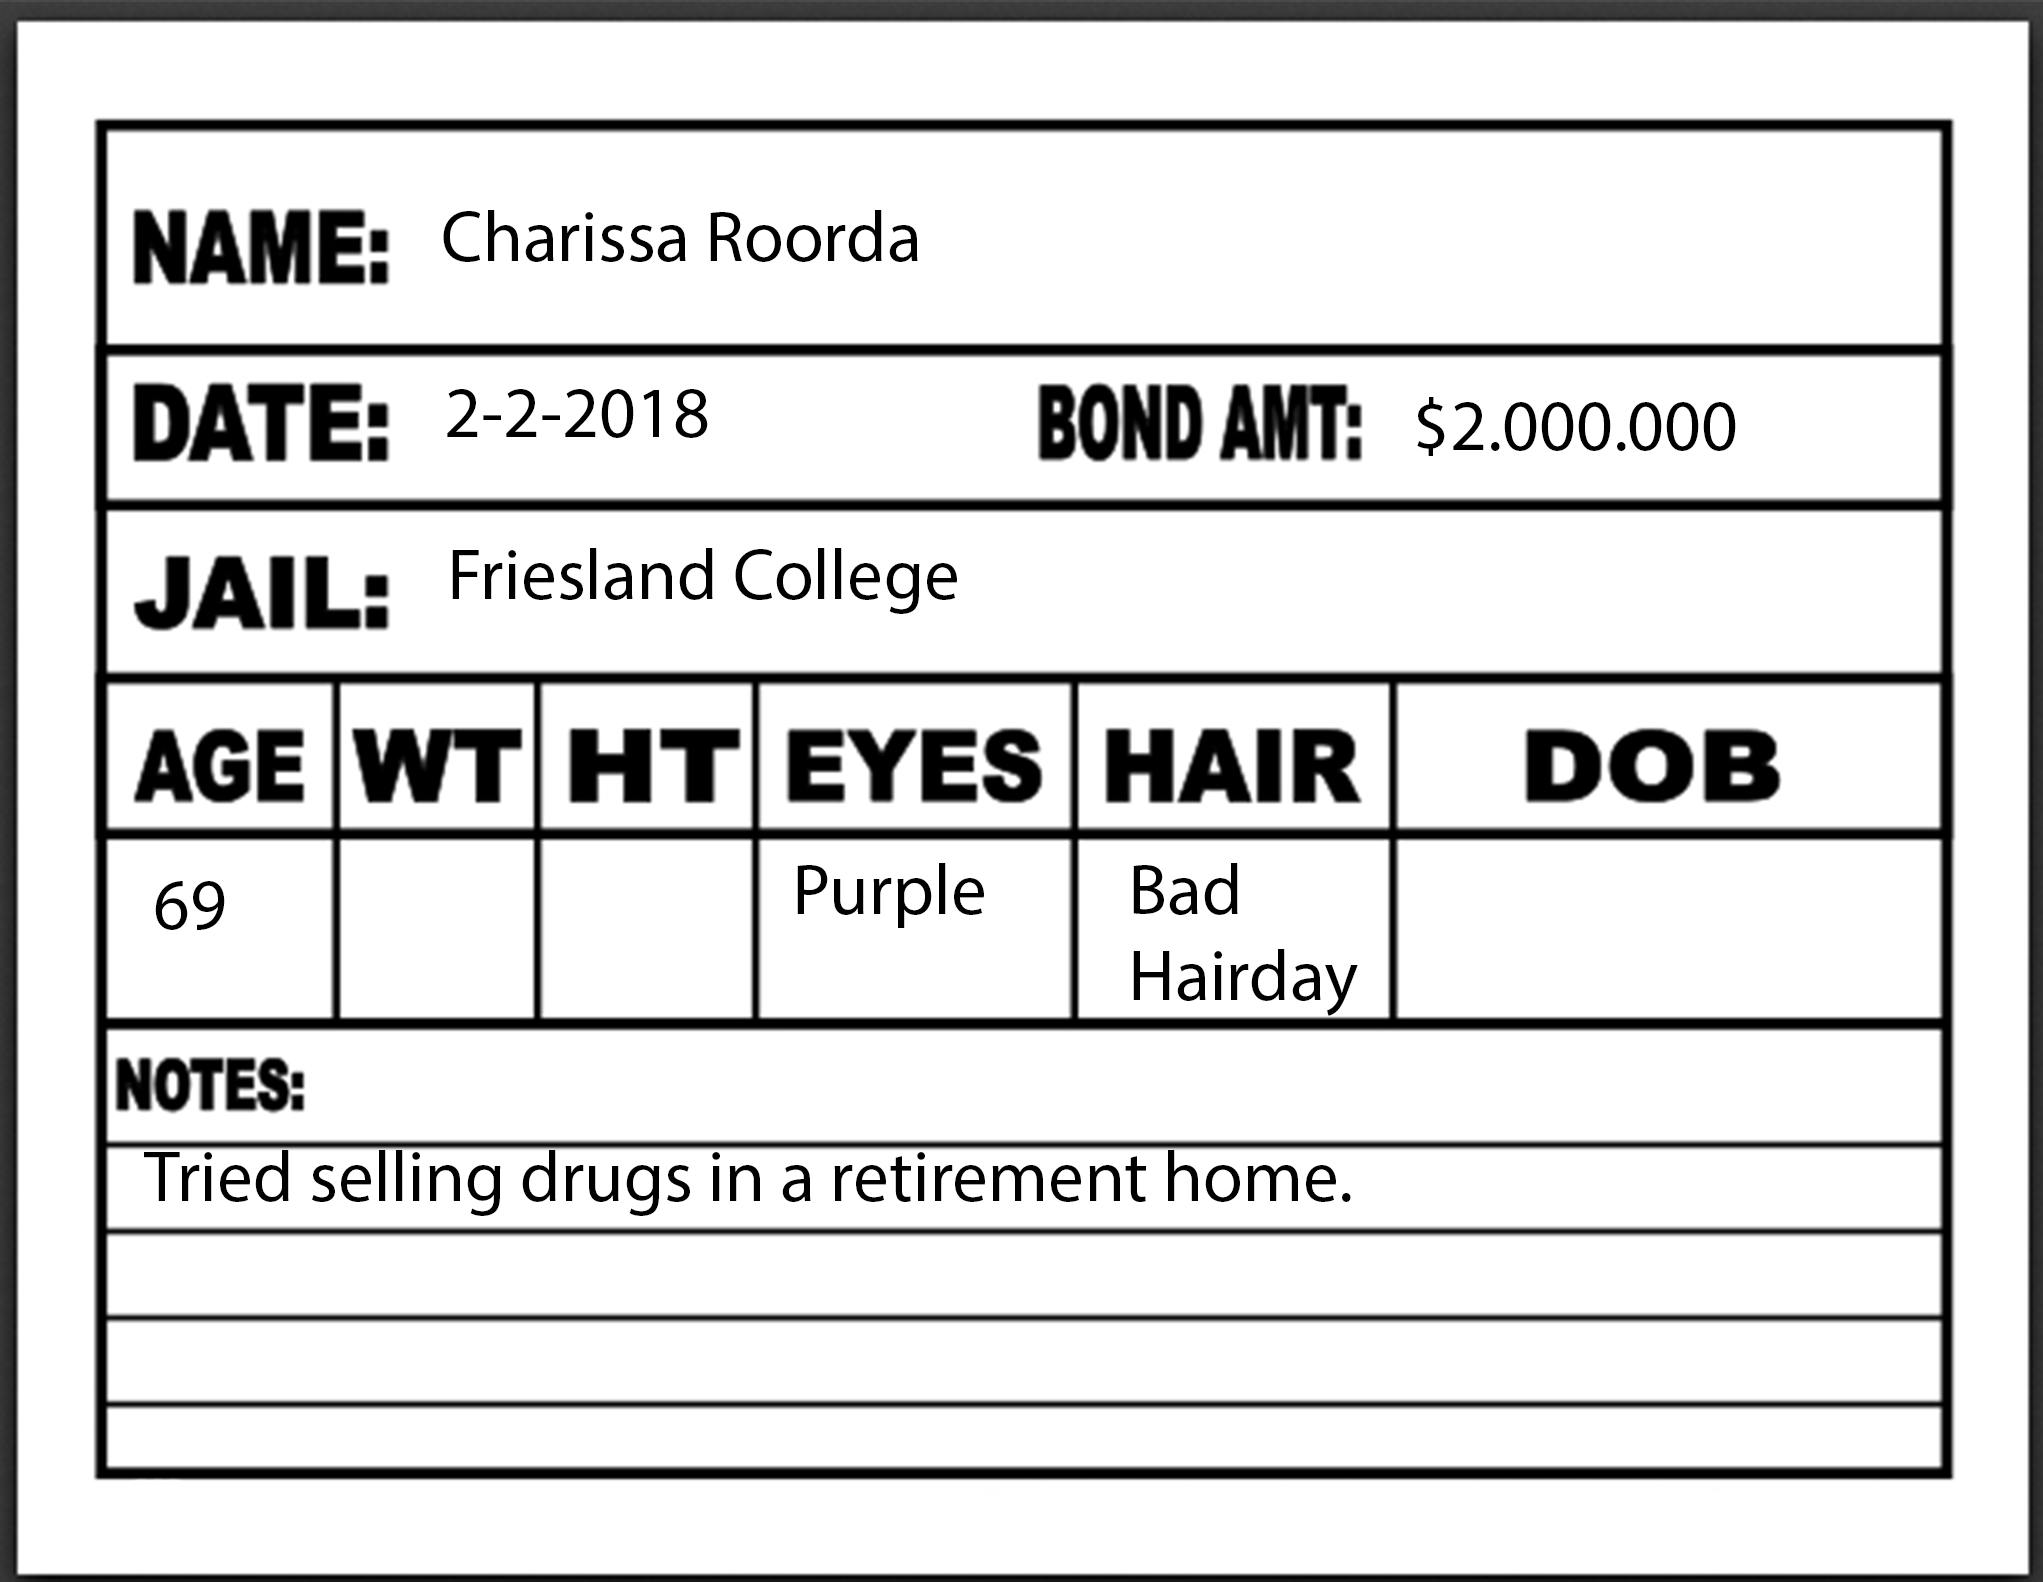 NAME: Charissa Roorda
DATE: 2-2-2018 BOND AMT: $2.000.000
JAIL: Friesland College
AGE WT HT EYES HAIR DOB
69 Purple Bad
Hairday
NOTES:
Tried selling drugs in a retirement home.